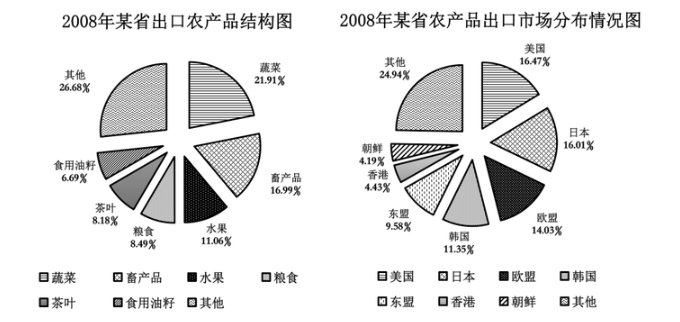 2008年某省出口农产品结构图
蔬菜
21.91%
畜产品
16.99%
水果
11.06%
粮食
8.49%
茶叶
8.18%
食用油籽
6.69%
其他
26.68%
蔬菜 畜产品 水果 粮食
茶叶 食用油籽 其他
2008年某省农产品出口市场分布情况图
美国
16.47%
日本
16.01%
欧盟
14.03%
韩国
11.35%
东盟
9.58%
香港
4.43%
朝鲜
4.19%
其他
24.94%
美国 日本 欧盟 韩国
东盟 香港 朝鲜 其他